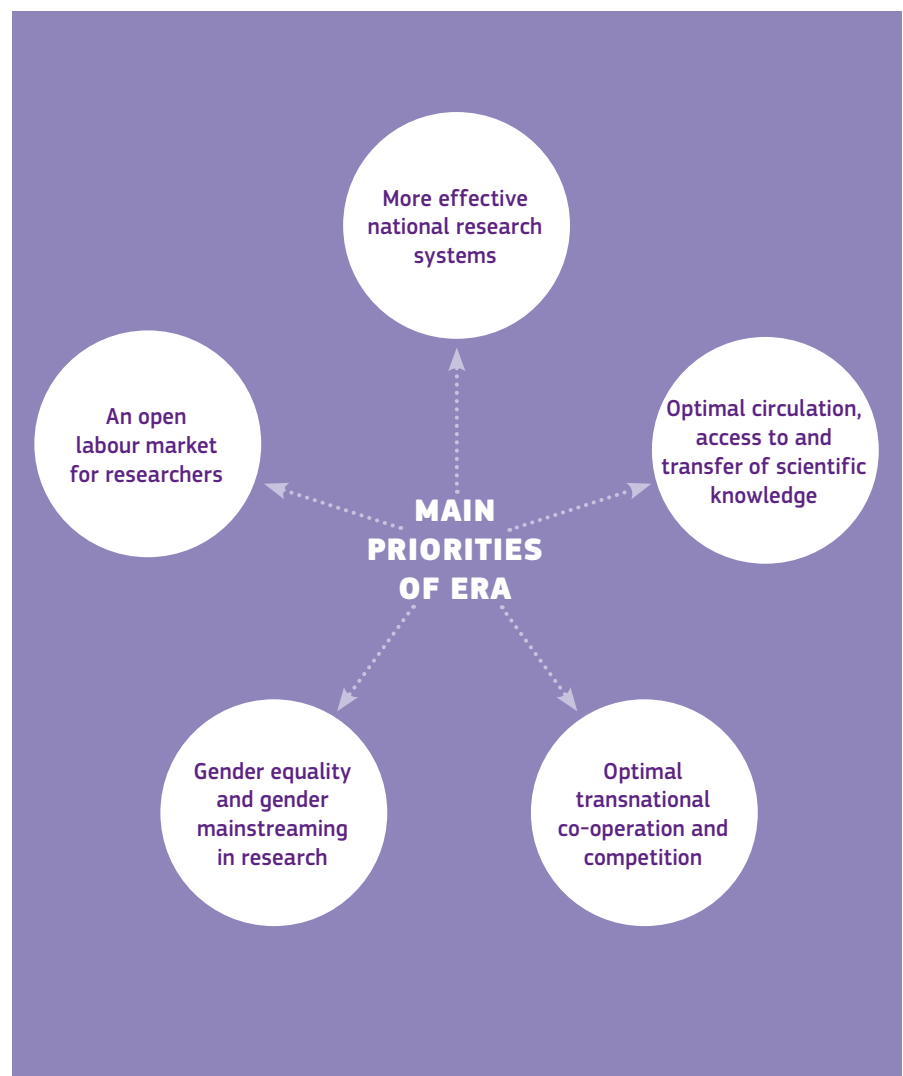 More effective
national research
systems
An open
labour market
for researchers
Optimal circulation,
access to and
transfer of scientific
knowledge
MAIN
PRIORITIES
OF ERA
Gender equality
and gender
mainstreaming
in research
Optimal
transnational
co-operation and
competition